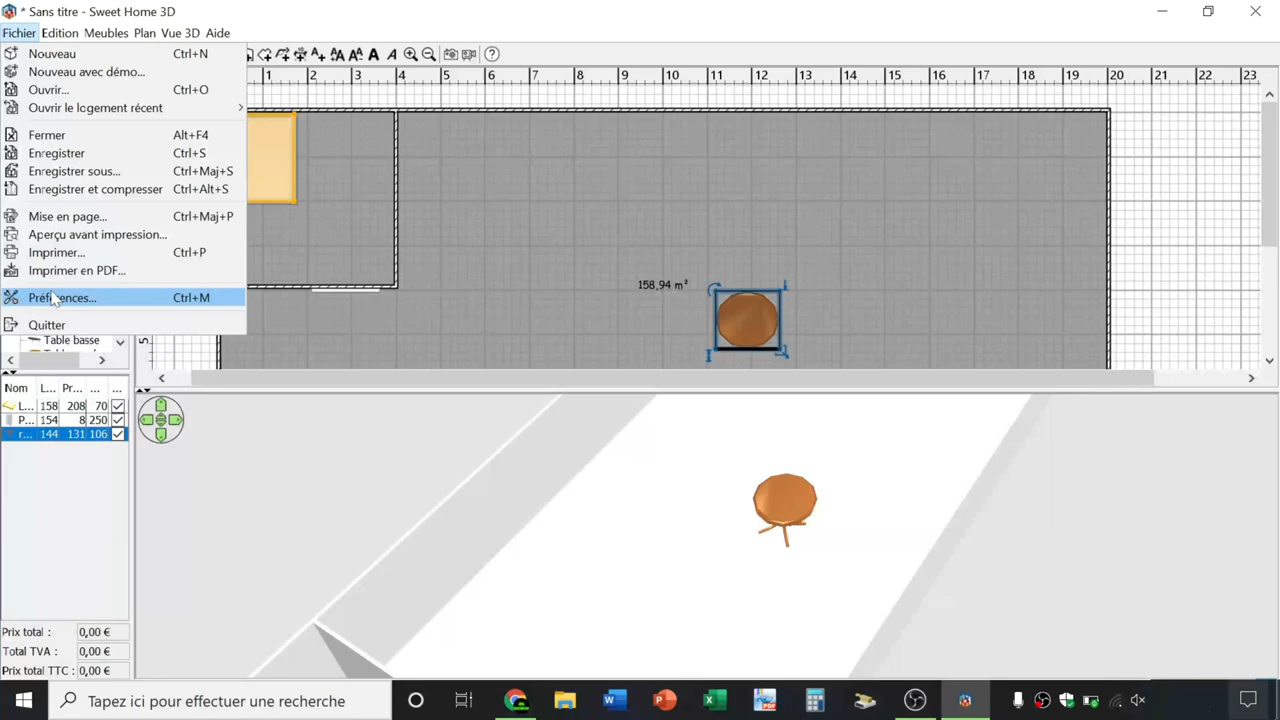 * Sans titre - Sweet Home 3D
Fichier Edition Meubles Plan Vue 3D Aide
Nouveau Ctrl+N
Nouveau avec démo...
Ouvrir... Ctrl+O
Ouvrir le logement récent
Fermer Alt+F4
Enregistrer Ctrl+S
Enregistrer sous... Ctrl+Maj+S
Enregistrer et compresser Ctrl+Alt+S
Mise en page... Ctrl+Maj+P
Aperçu avant impression...
Imprimer... Ctrl+P
Imprimer en PDF...
Préférences... Ctrl+M
Quitter
1 2 3 4 5 6 7 8 9 10 11 12 13 14 15 16 17 18 19 20 21 22 23
158,94 m²
5
Table basse
Nom L... Pr... ... ...
L... 158 208 70
P... 154 8 250
r... 144 131 106
Prix total : 0,00 €
Total TVA : 0,00 €
Prix total TTC : 0,00 €
Tapez ici pour effectuer une recherche